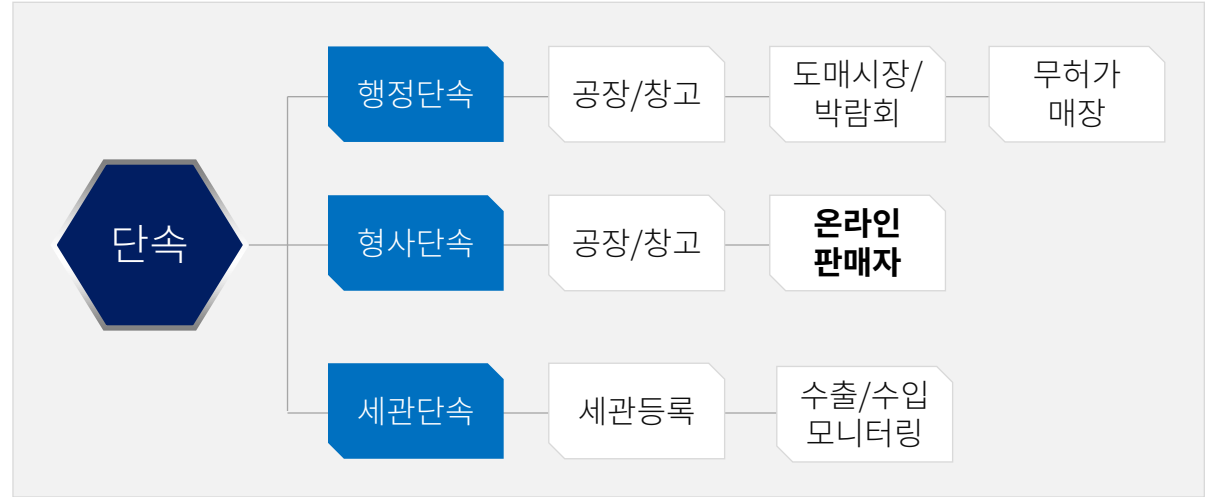 단속
행정단속
공장/창고
도매시장/
박람회
무허가
매장
형사단속
공장/창고
온라인
판매자
세관단속
세관등록
수출/수입
모니터링